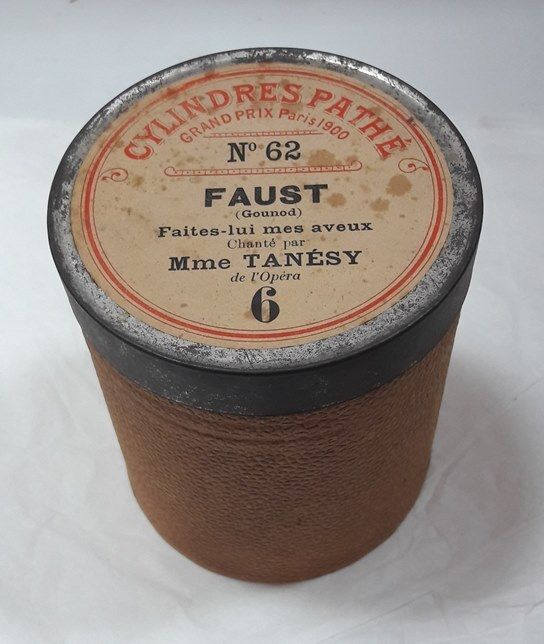 CYLINDRES PATHÉ
GRAND PRIX Paris 1900
No 62
FAUST
(Gounod)
Faites-lui mes aveux
Chanté par
Mme TANÉSY
de l'Opéra
6